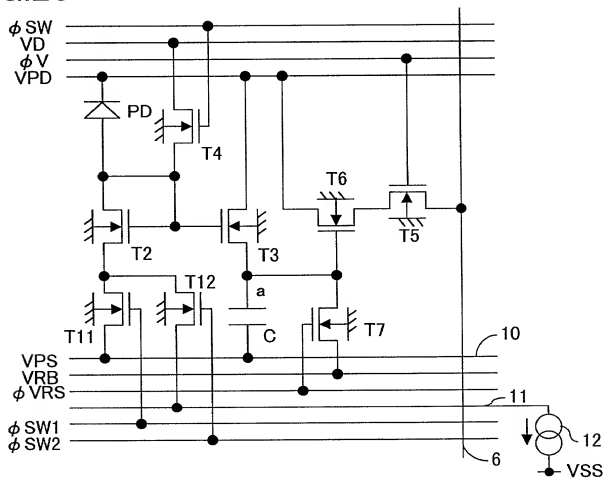 φSW
VD
φV
VPD
PD
T4
T6
T5
T2
T3
T12
a
T11
C
T7
10
VPS
VRB
φVRS
11
φSW1
φSW2
12
6
VSS